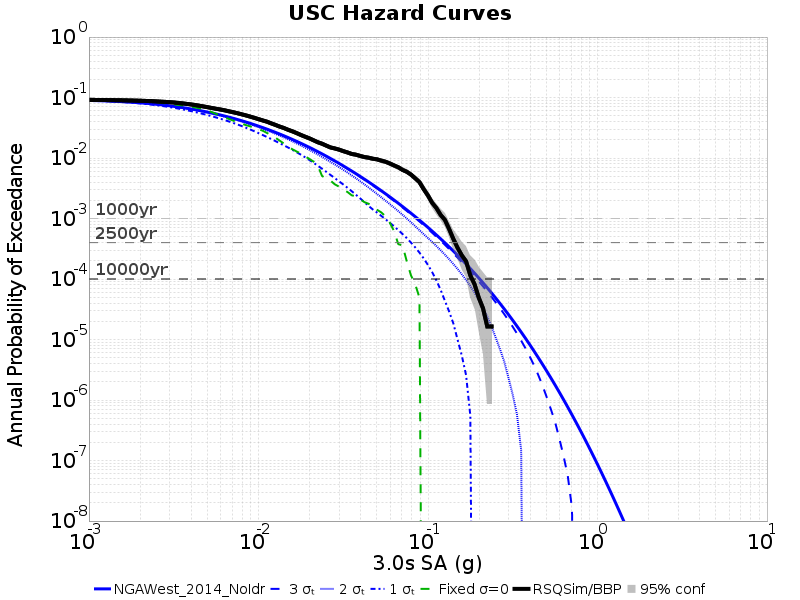 USC Hazard Curves
Annual Probability of Exceedance
10^0
10^-1
10^-2
10^-3
10^-4
10^-5
10^-6
10^-7
10^-8
1000yr
2500yr
10000yr
10^-3
10^-2
10^-1
10^0
10^1
3.0s SA (g)
NGAWest_2014_NoIdr 3 σₜ 2 σₜ 1 σₜ Fixed σ=0 RSQSim/BBP 95% conf